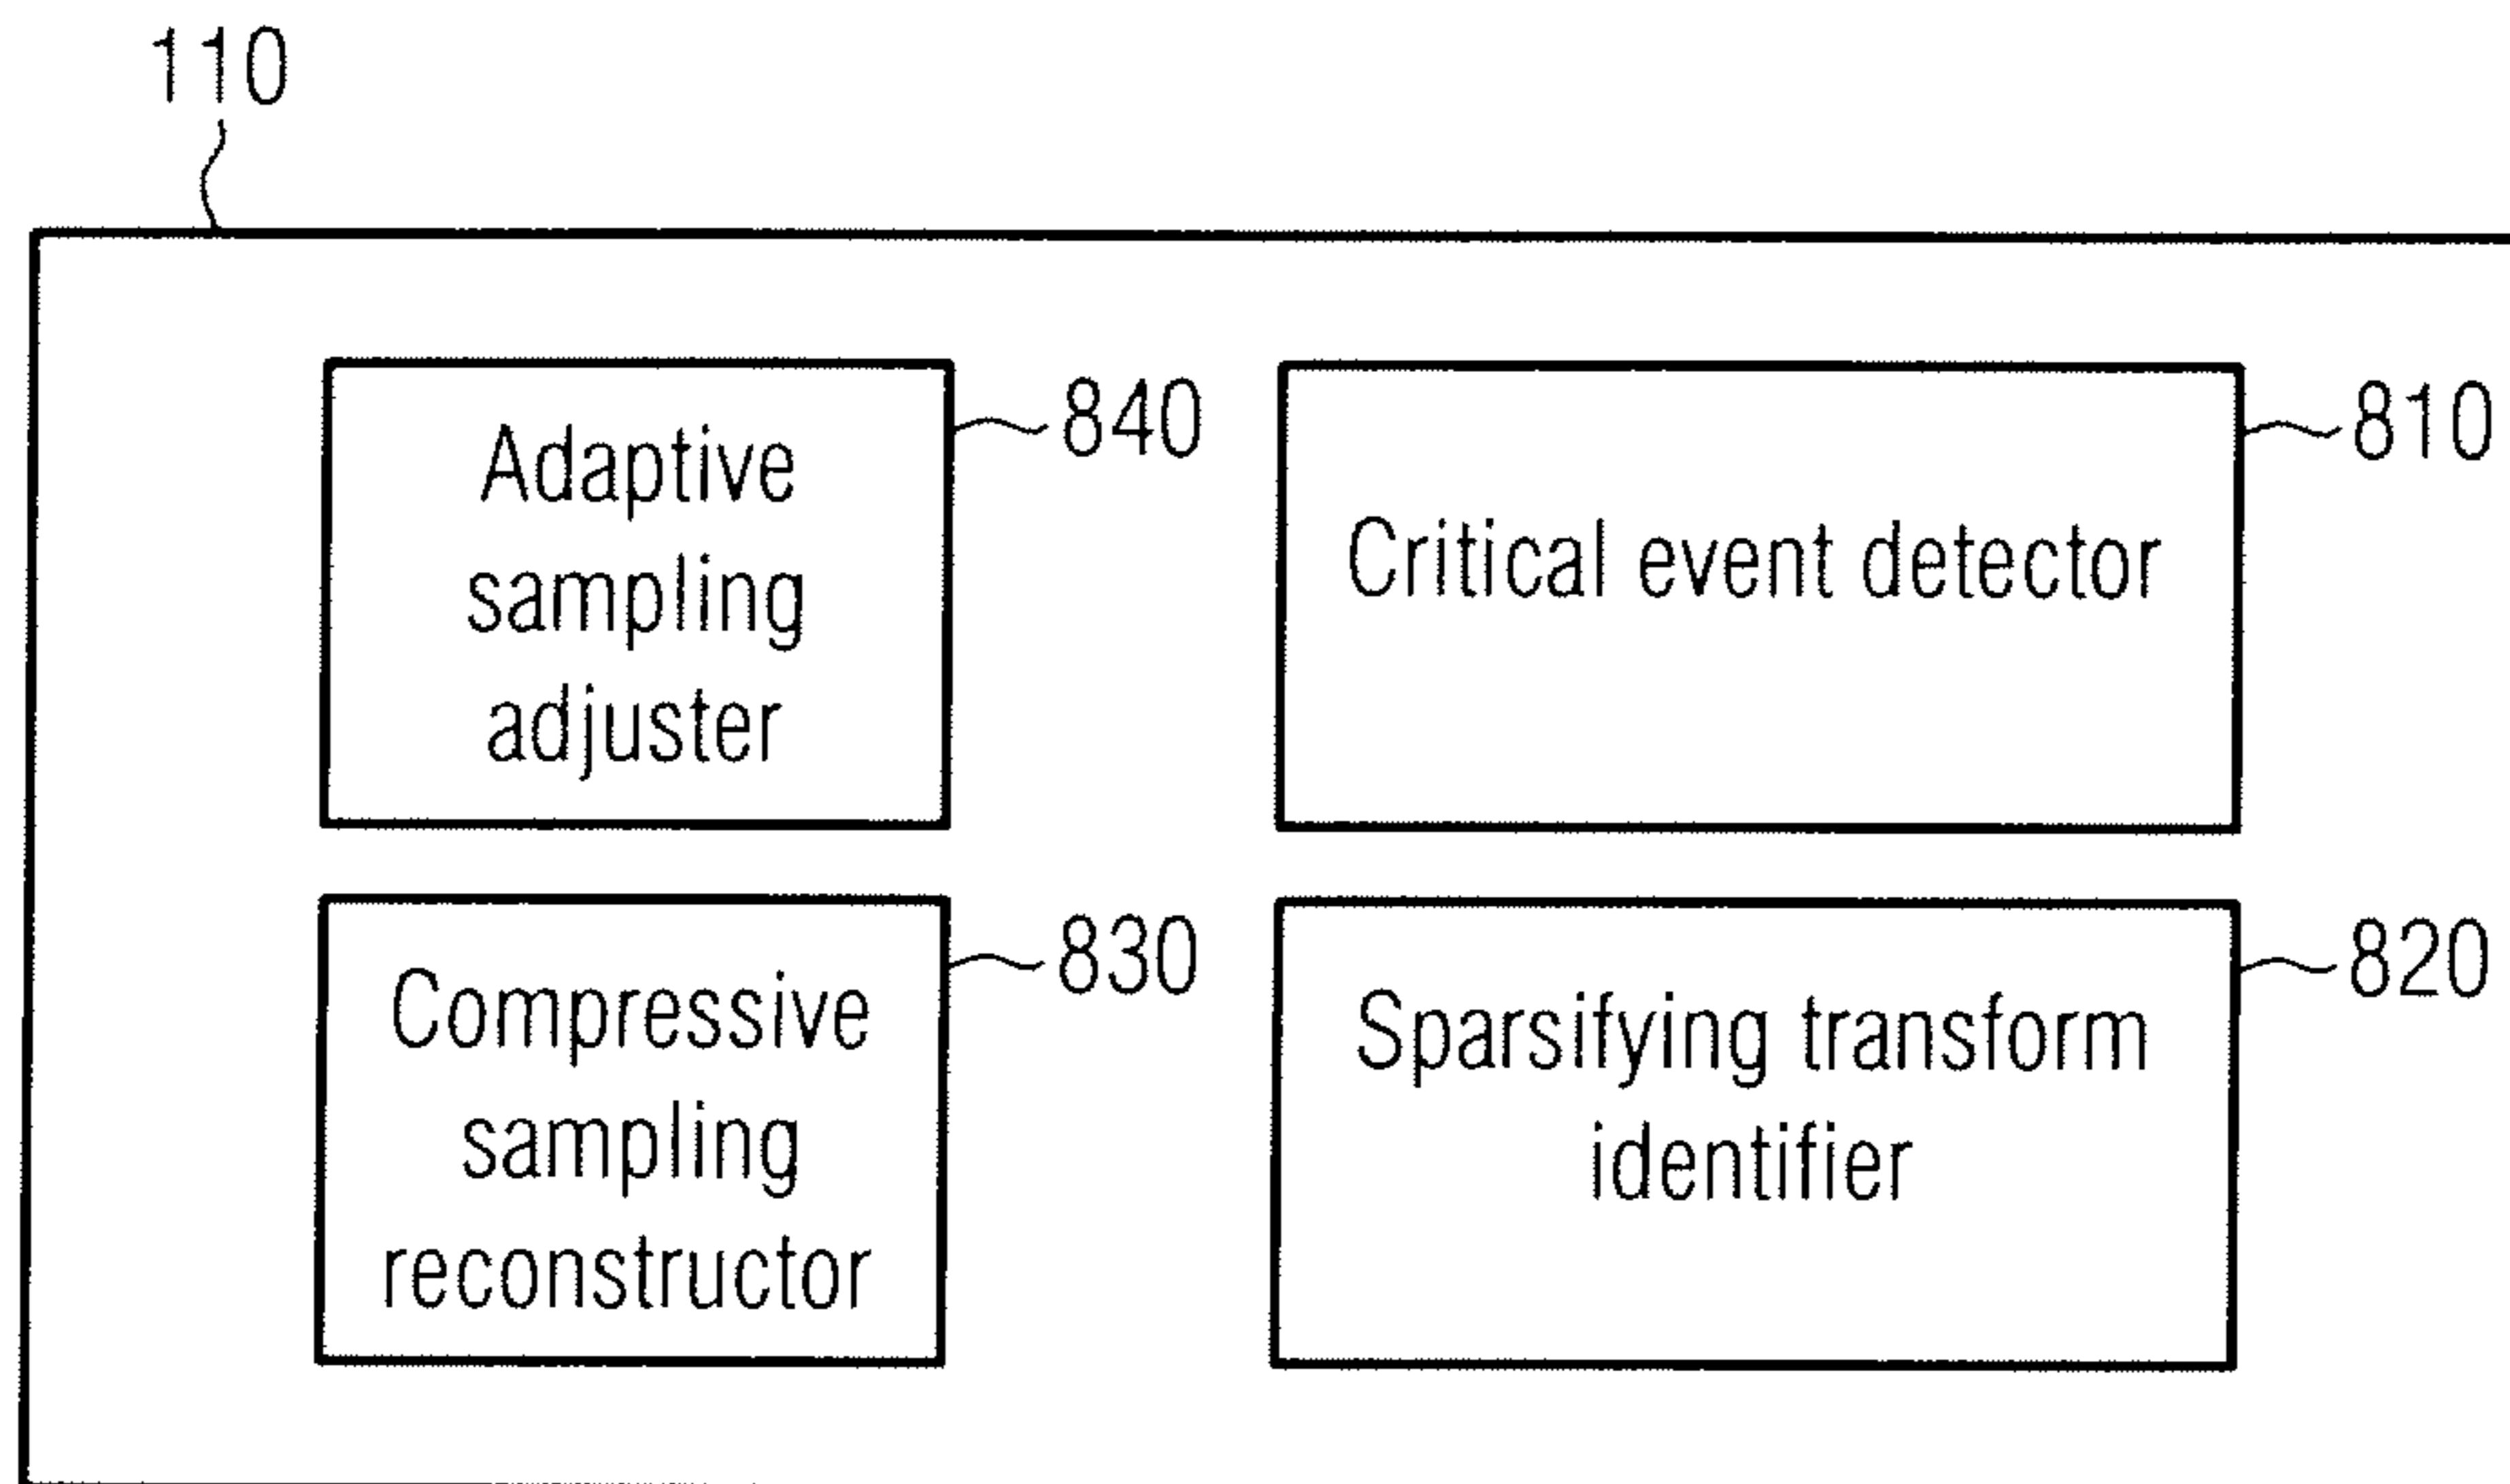 110
Adaptive
sampling
adjuster
840
Critical event detector
810
Compressive
sampling
reconstructor
830
Sparsifying transform
identifier
820